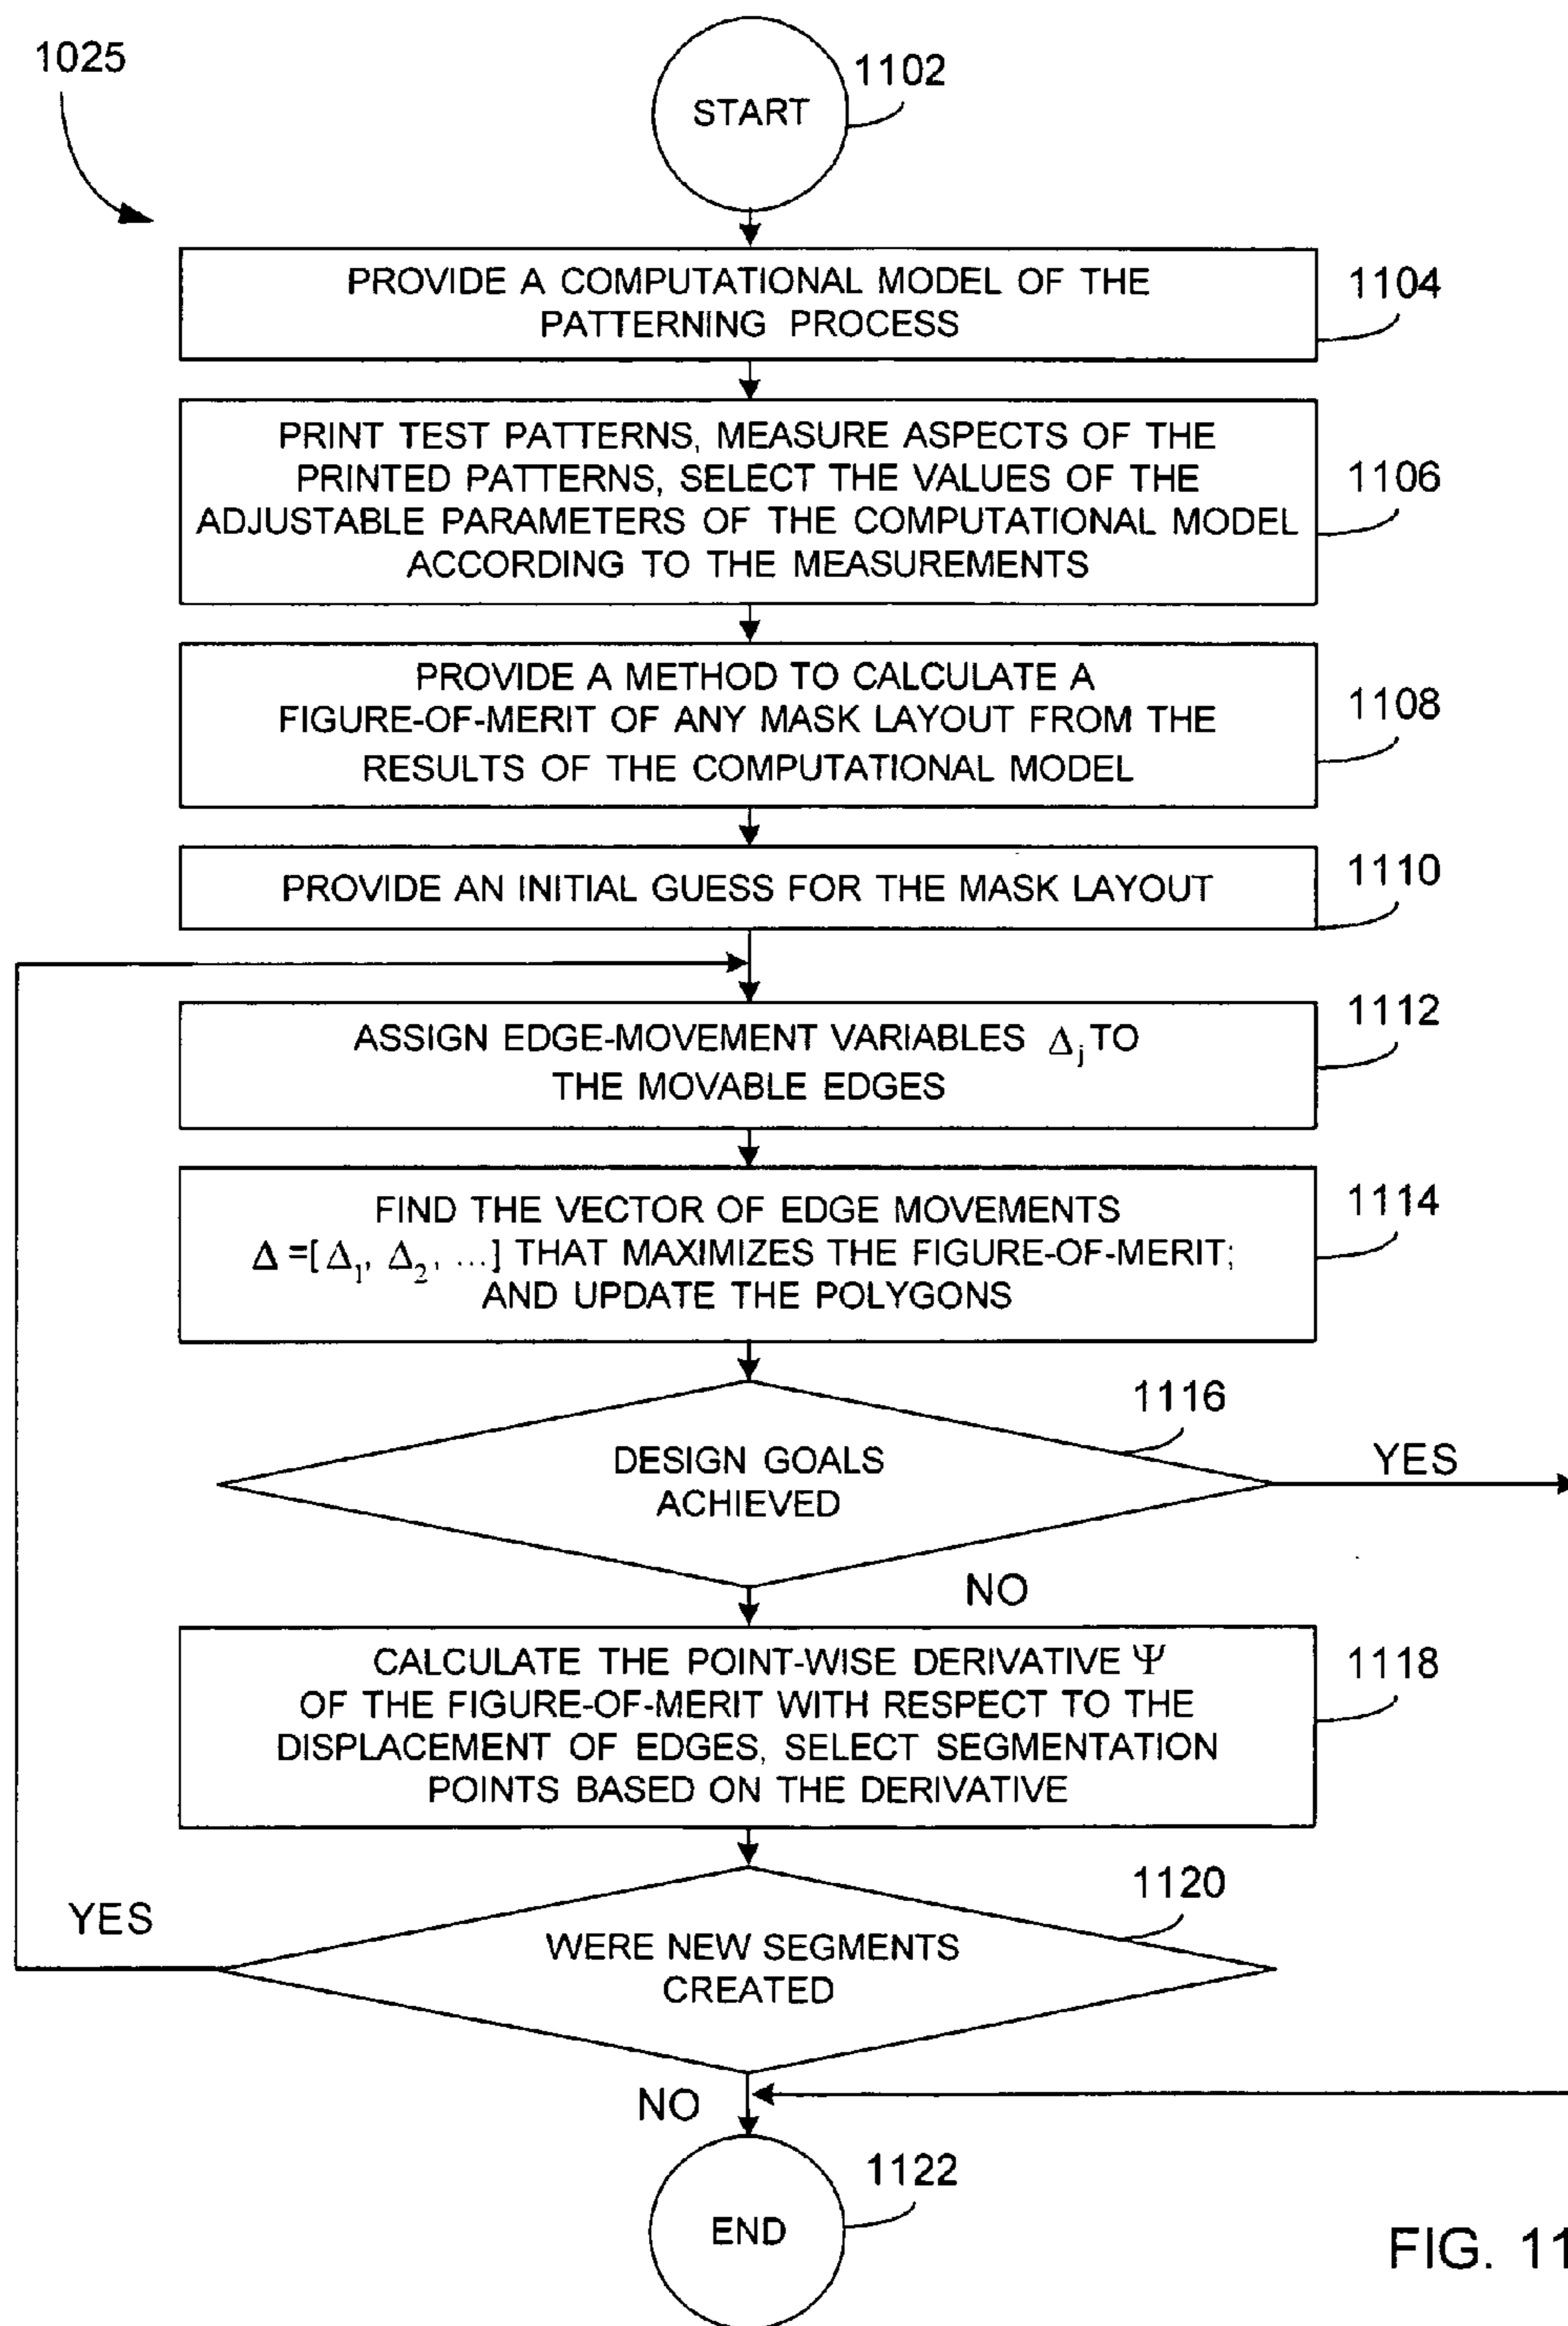 1025
START
1102
PROVIDE A COMPUTATIONAL MODEL OF THE
PATTERNING PROCESS
1104
PRINT TEST PATTERNS, MEASURE ASPECTS OF THE
PRINTED PATTERNS, SELECT THE VALUES OF THE
ADJUSTABLE PARAMETERS OF THE COMPUTATIONAL MODEL
ACCORDING TO THE MEASUREMENTS
1106
PROVIDE A METHOD TO CALCULATE A
FIGURE-OF-MERIT OF ANY MASK LAYOUT FROM THE
RESULTS OF THE COMPUTATIONAL MODEL
1108
PROVIDE AN INITIAL GUESS FOR THE MASK LAYOUT
1110
ASSIGN EDGE-MOVEMENT VARIABLES Δj TO
THE MOVABLE EDGES
1112
FIND THE VECTOR OF EDGE MOVEMENTS
Δ =[ Δ1, Δ2, ...] THAT MAXIMIZES THE FIGURE-OF-MERIT;
AND UPDATE THE POLYGONS
1114
DESIGN GOALS
ACHIEVED
1116
YES
NO
CALCULATE THE POINT-WISE DERIVATIVE Ψ
OF THE FIGURE-OF-MERIT WITH RESPECT TO THE
DISPLACEMENT OF EDGES, SELECT SEGMENTATION
POINTS BASED ON THE DERIVATIVE
1118
WERE NEW SEGMENTS
CREATED
1120
YES
NO
END
1122
FIG. 11